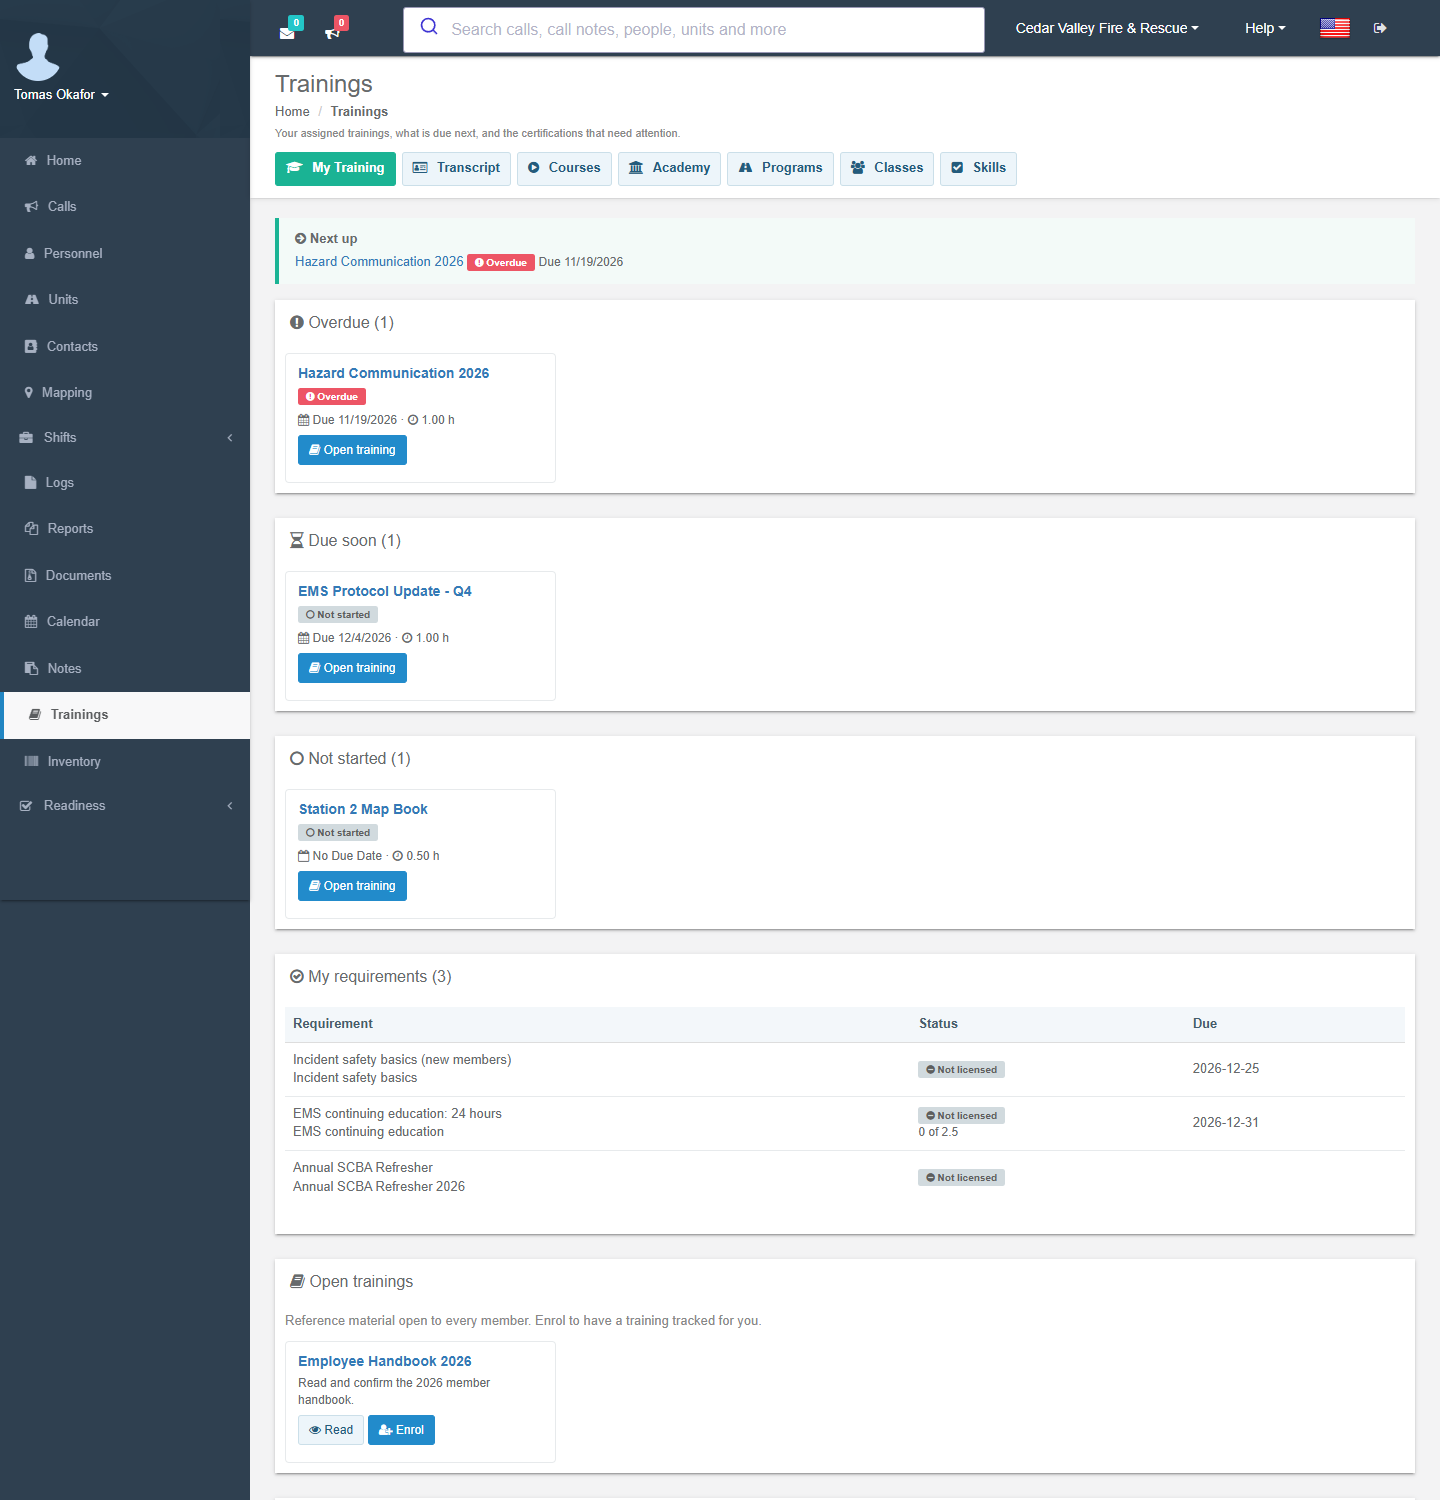 0
0
Search calls, call notes, people, units and more
Cedar Valley Fire & Rescue
Help
Tomas Okafor
Home
Calls
Personnel
Units
Contacts
Mapping
Shifts
Logs
Reports
Documents
Calendar
Notes
Trainings
Inventory
Readiness
Trainings
Home / Trainings
Your assigned trainings, what is due next, and the certifications that need attention.
My Training
Transcript
Courses
Academy
Programs
Classes
Skills
Next up
Hazard Communication 2026 Overdue Due 11/19/2026
Overdue (1)
Hazard Communication 2026
Overdue
Due 11/19/2026 · 1.00 h
Open training
Due soon (1)
EMS Protocol Update - Q4
Not started
Due 12/4/2026 · 1.00 h
Open training
Not started (1)
Station 2 Map Book
Not started
No Due Date · 0.50 h
Open training
My requirements (3)
Requirement Status Due
Incident safety basics (new members)
Incident safety basics
Not licensed
2026-12-25
EMS continuing education: 24 hours
EMS continuing education
Not licensed
0 of 2.5
2026-12-31
Annual SCBA Refresher
Annual SCBA Refresher 2026
Not licensed
Open trainings
Reference material open to every member. Enrol to have a training tracked for you.
Employee Handbook 2026
Read and confirm the 2026 member
handbook.
Read
Enrol